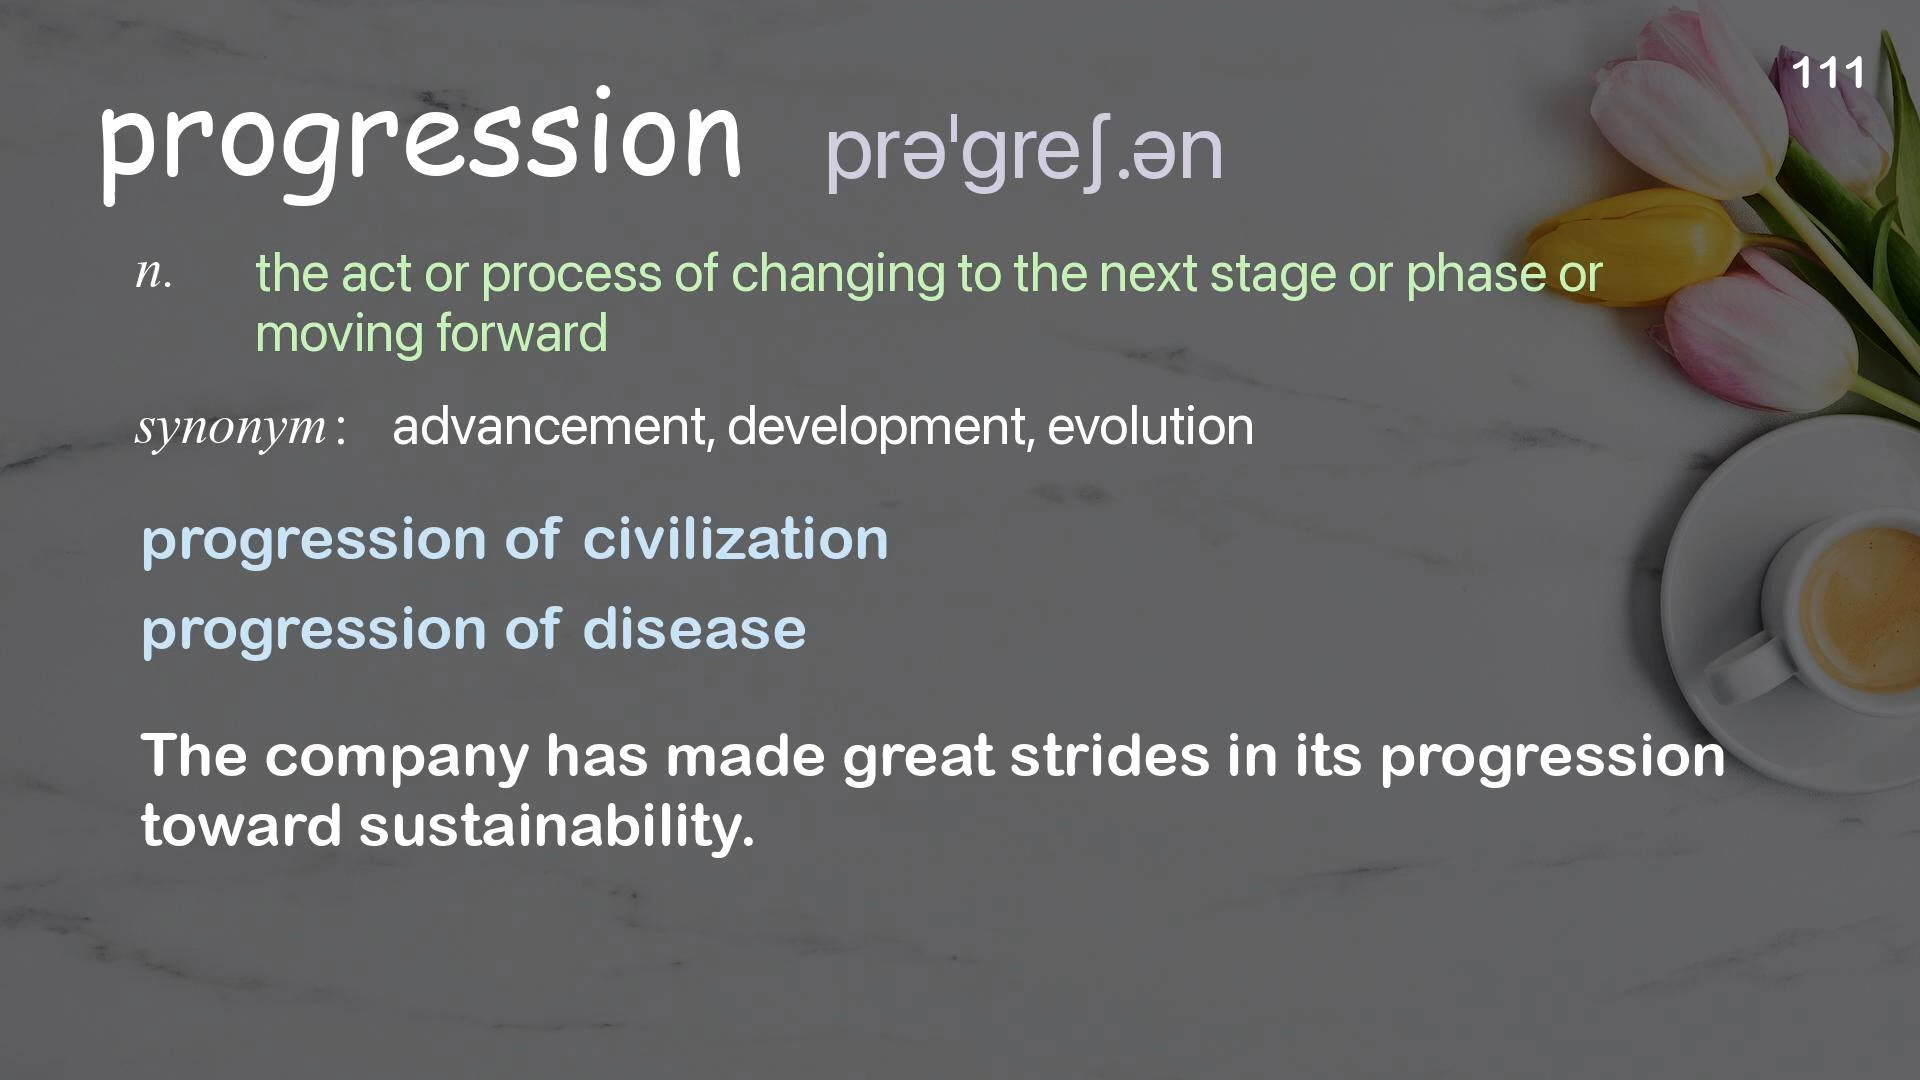 111
progression prəˈɡreʃ.ən
n. the act or process of changing to the next stage or phase or
moving forward
synonym: advancement, development, evolution
progression of civilization
progression of disease
The company has made great strides in its progression
toward sustainability.